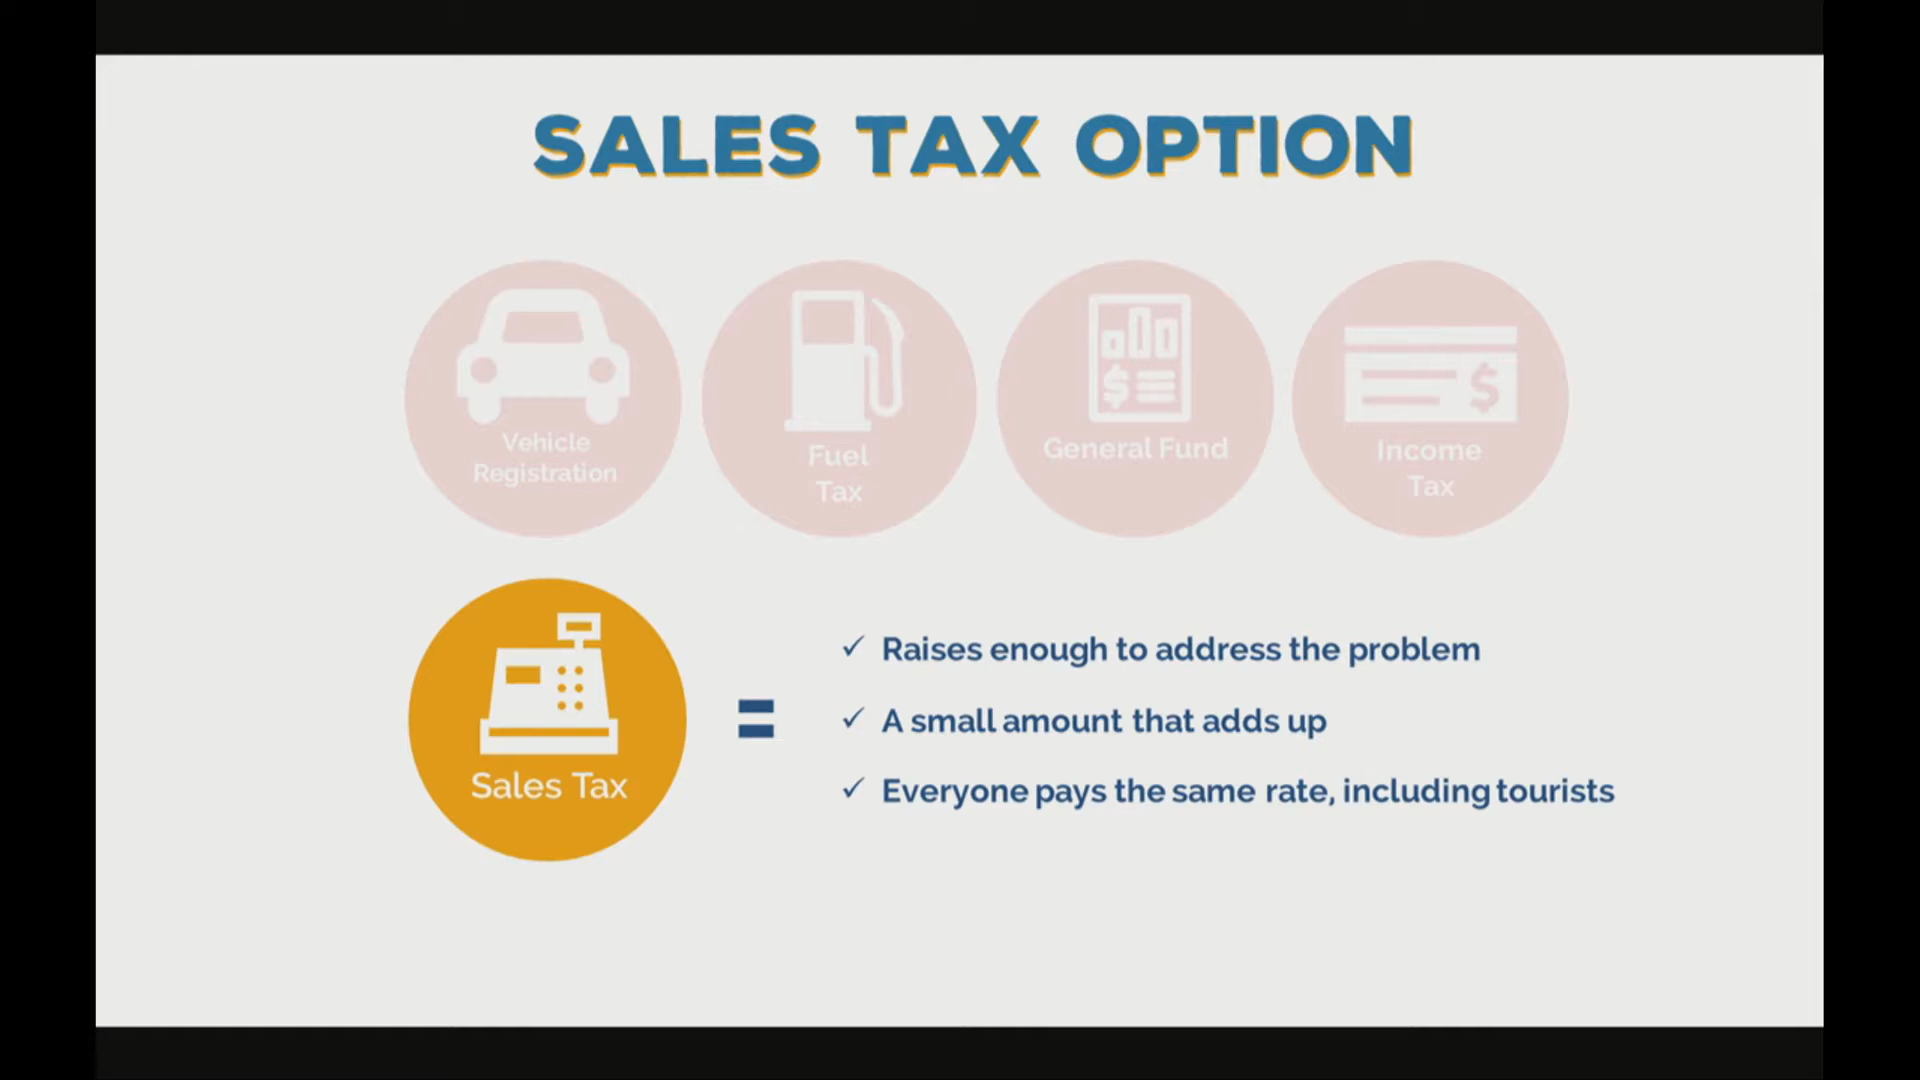 SALES TAX OPTION
Vehicle
Registration
Fuel
Tax
General Fund
Income
Tax
Sales Tax
=
✓ Raises enough to address the problem
✓ A small amount that adds up
✓ Everyone pays the same rate, including tourists